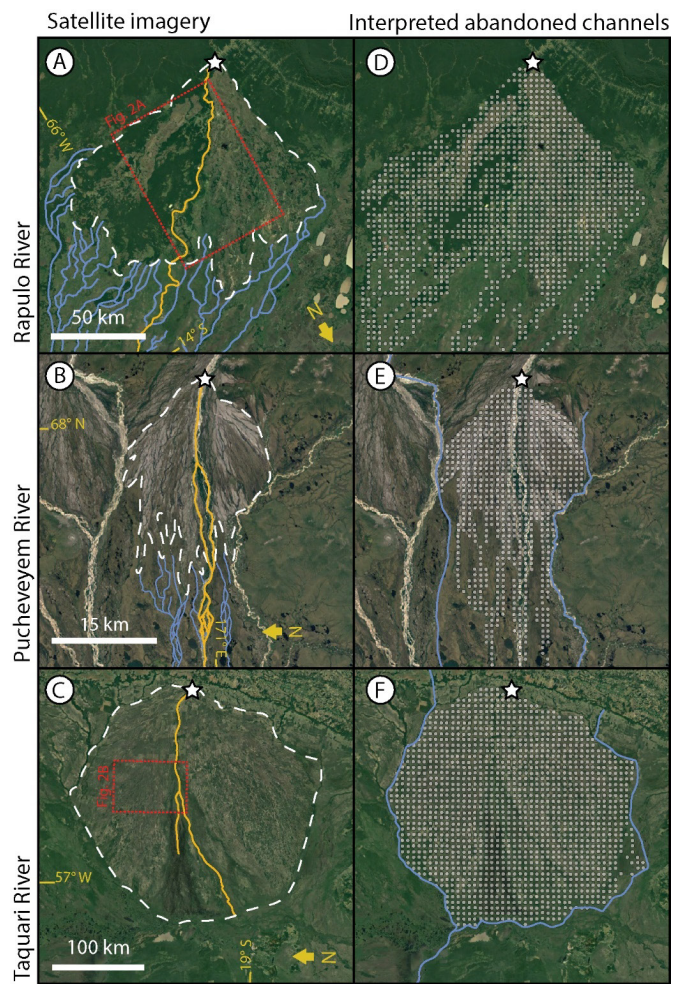 Satellite imagery
Interpreted abandoned channels
Rapulo River
A
Fig. 2A
66° W
50 km
14° S
N
D
Pucheveyem River
B
68° N
15 km
171° E
N
E
Taquari River
C
Fig. 2B
57° W
100 km
19° S
N
F